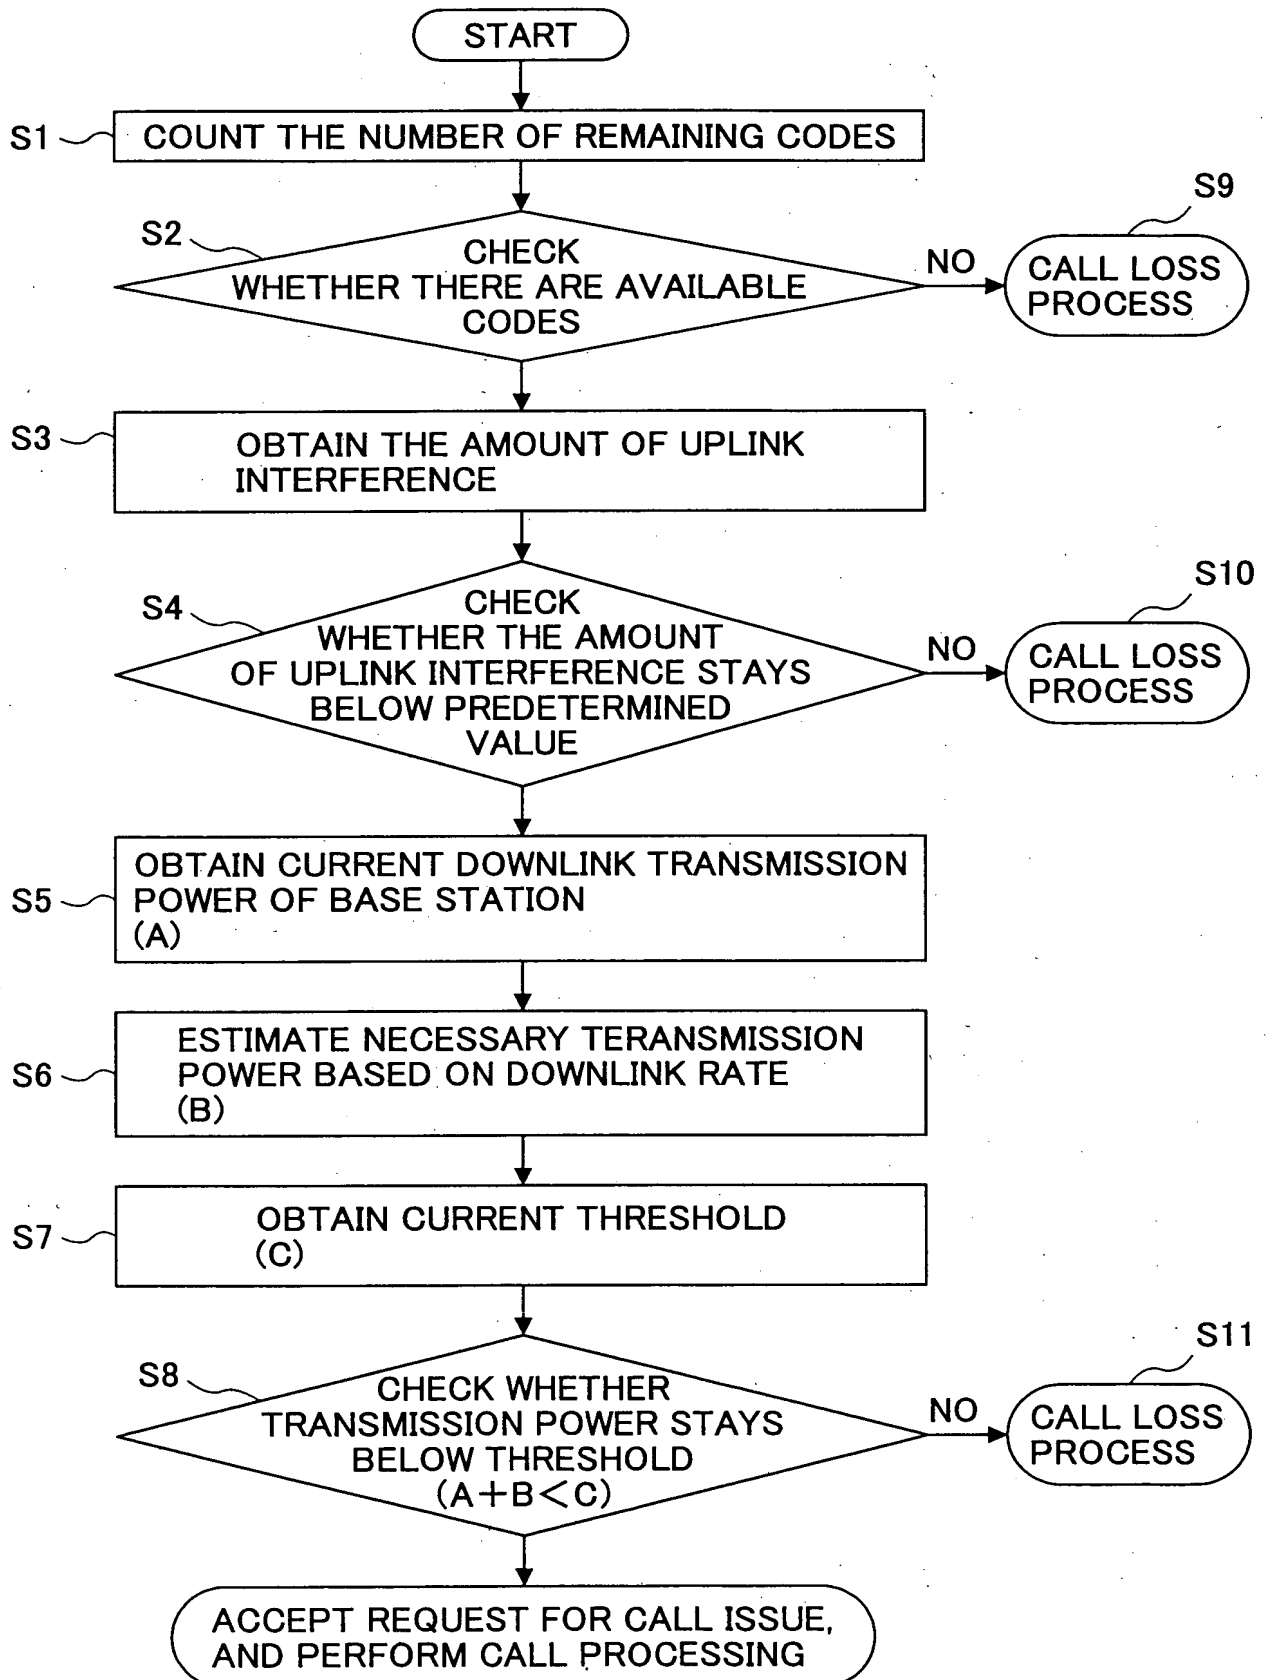 START
S1
COUNT THE NUMBER OF REMAINING CODES
S9
S2
CHECK
WHETHER THERE ARE AVAILABLE
CODES
NO
CALL LOSS
PROCESS
S3
OBTAIN THE AMOUNT OF UPLINK
INTERFERENCE
S10
S4
CHECK
WHETHER THE AMOUNT
OF UPLINK INTERFERENCE STAYS
BELOW PREDETERMINED
VALUE
NO
CALL LOSS
PROCESS
S5
OBTAIN CURRENT DOWNLINK TRANSMISSION
POWER OF BASE STATION
(A)
S6
ESTIMATE NECESSARY TERANSMISSION
POWER BASED ON DOWNLINK RATE
(B)
S7
OBTAIN CURRENT THRESHOLD
(C)
S11
S8
CHECK WHETHER
TRANSMISSION POWER STAYS
BELOW THRESHOLD
(A+B<C)
NO
CALL LOSS
PROCESS
ACCEPT REQUEST FOR CALL ISSUE,
AND PERFORM CALL PROCESSING